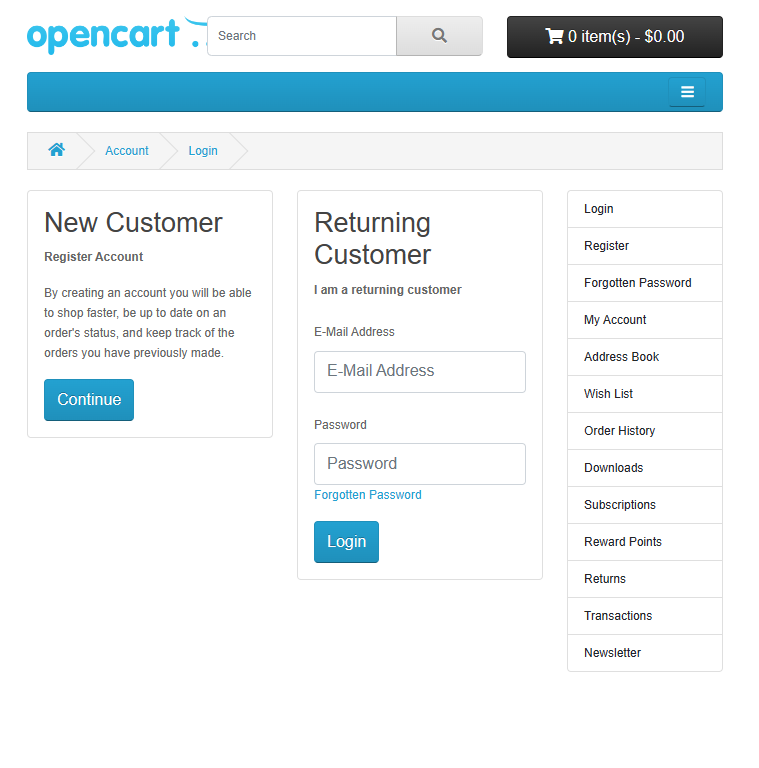 opencart
Search
0 item(s) - $0.00
Account
Login
New Customer
Register Account
By creating an account you will be able
to shop faster, be up to date on an
order's status, and keep track of the
orders you have previously made.
Continue
Returning
Customer
I am a returning customer
E-Mail Address
E-Mail Address
Password
Password
Forgotten Password
Login
Login
Register
Forgotten Password
My Account
Address Book
Wish List
Order History
Downloads
Subscriptions
Reward Points
Returns
Transactions
Newsletter